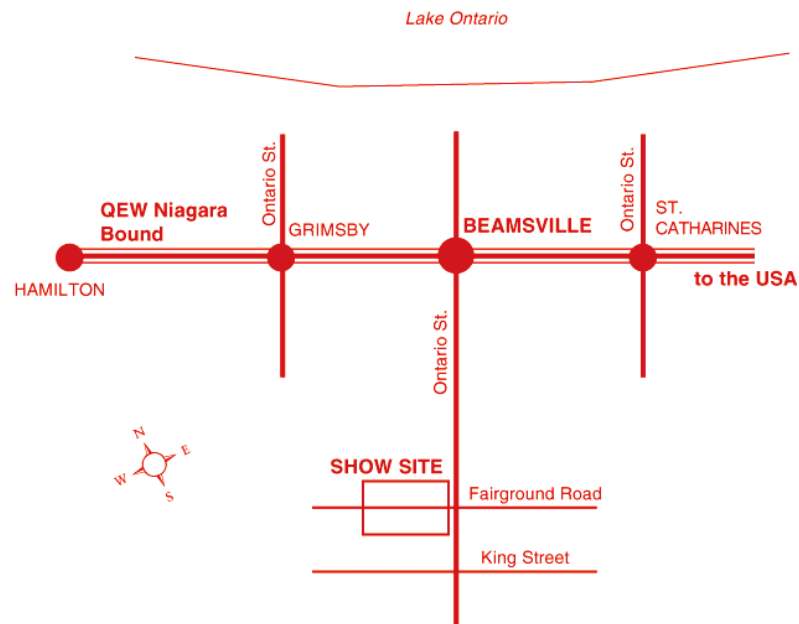 Lake Ontario
Ontario St.
Ontario St.
QEW Niagara
Bound
GRIMSBY
BEAMSVILLE
ST.
CATHARINES
HAMILTON
to the USA
Ontario St.
N
E
W
S
SHOW SITE
Fairground Road
King Street